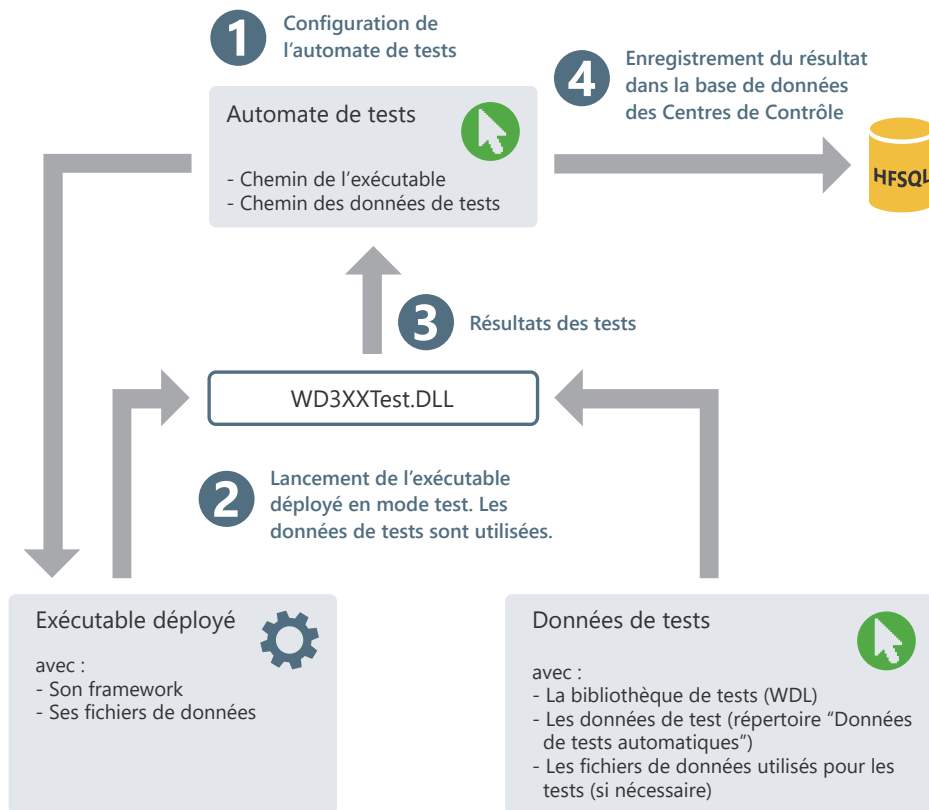 1
Configuration de
l'automate de tests
4
Enregistrement du résultat
dans la base de données
des Centres de Contrôle
Automate de tests
- Chemin de l'exécutable
- Chemin des données de tests
HFSQL
3
Résultats des tests
WD3XXTest.DLL
2
Lancement de l'exécutable
déployé en mode test. Les
données de tests sont utilisées.
Exécutable déployé
avec :
- Son framework
- Ses fichiers de données
Données de tests
avec :
- La bibliothèque de tests (WDL)
- Les données de test (répertoire “Données
de tests automatiques”)
- Les fichiers de données utilisés pour les
tests (si nécessaire)